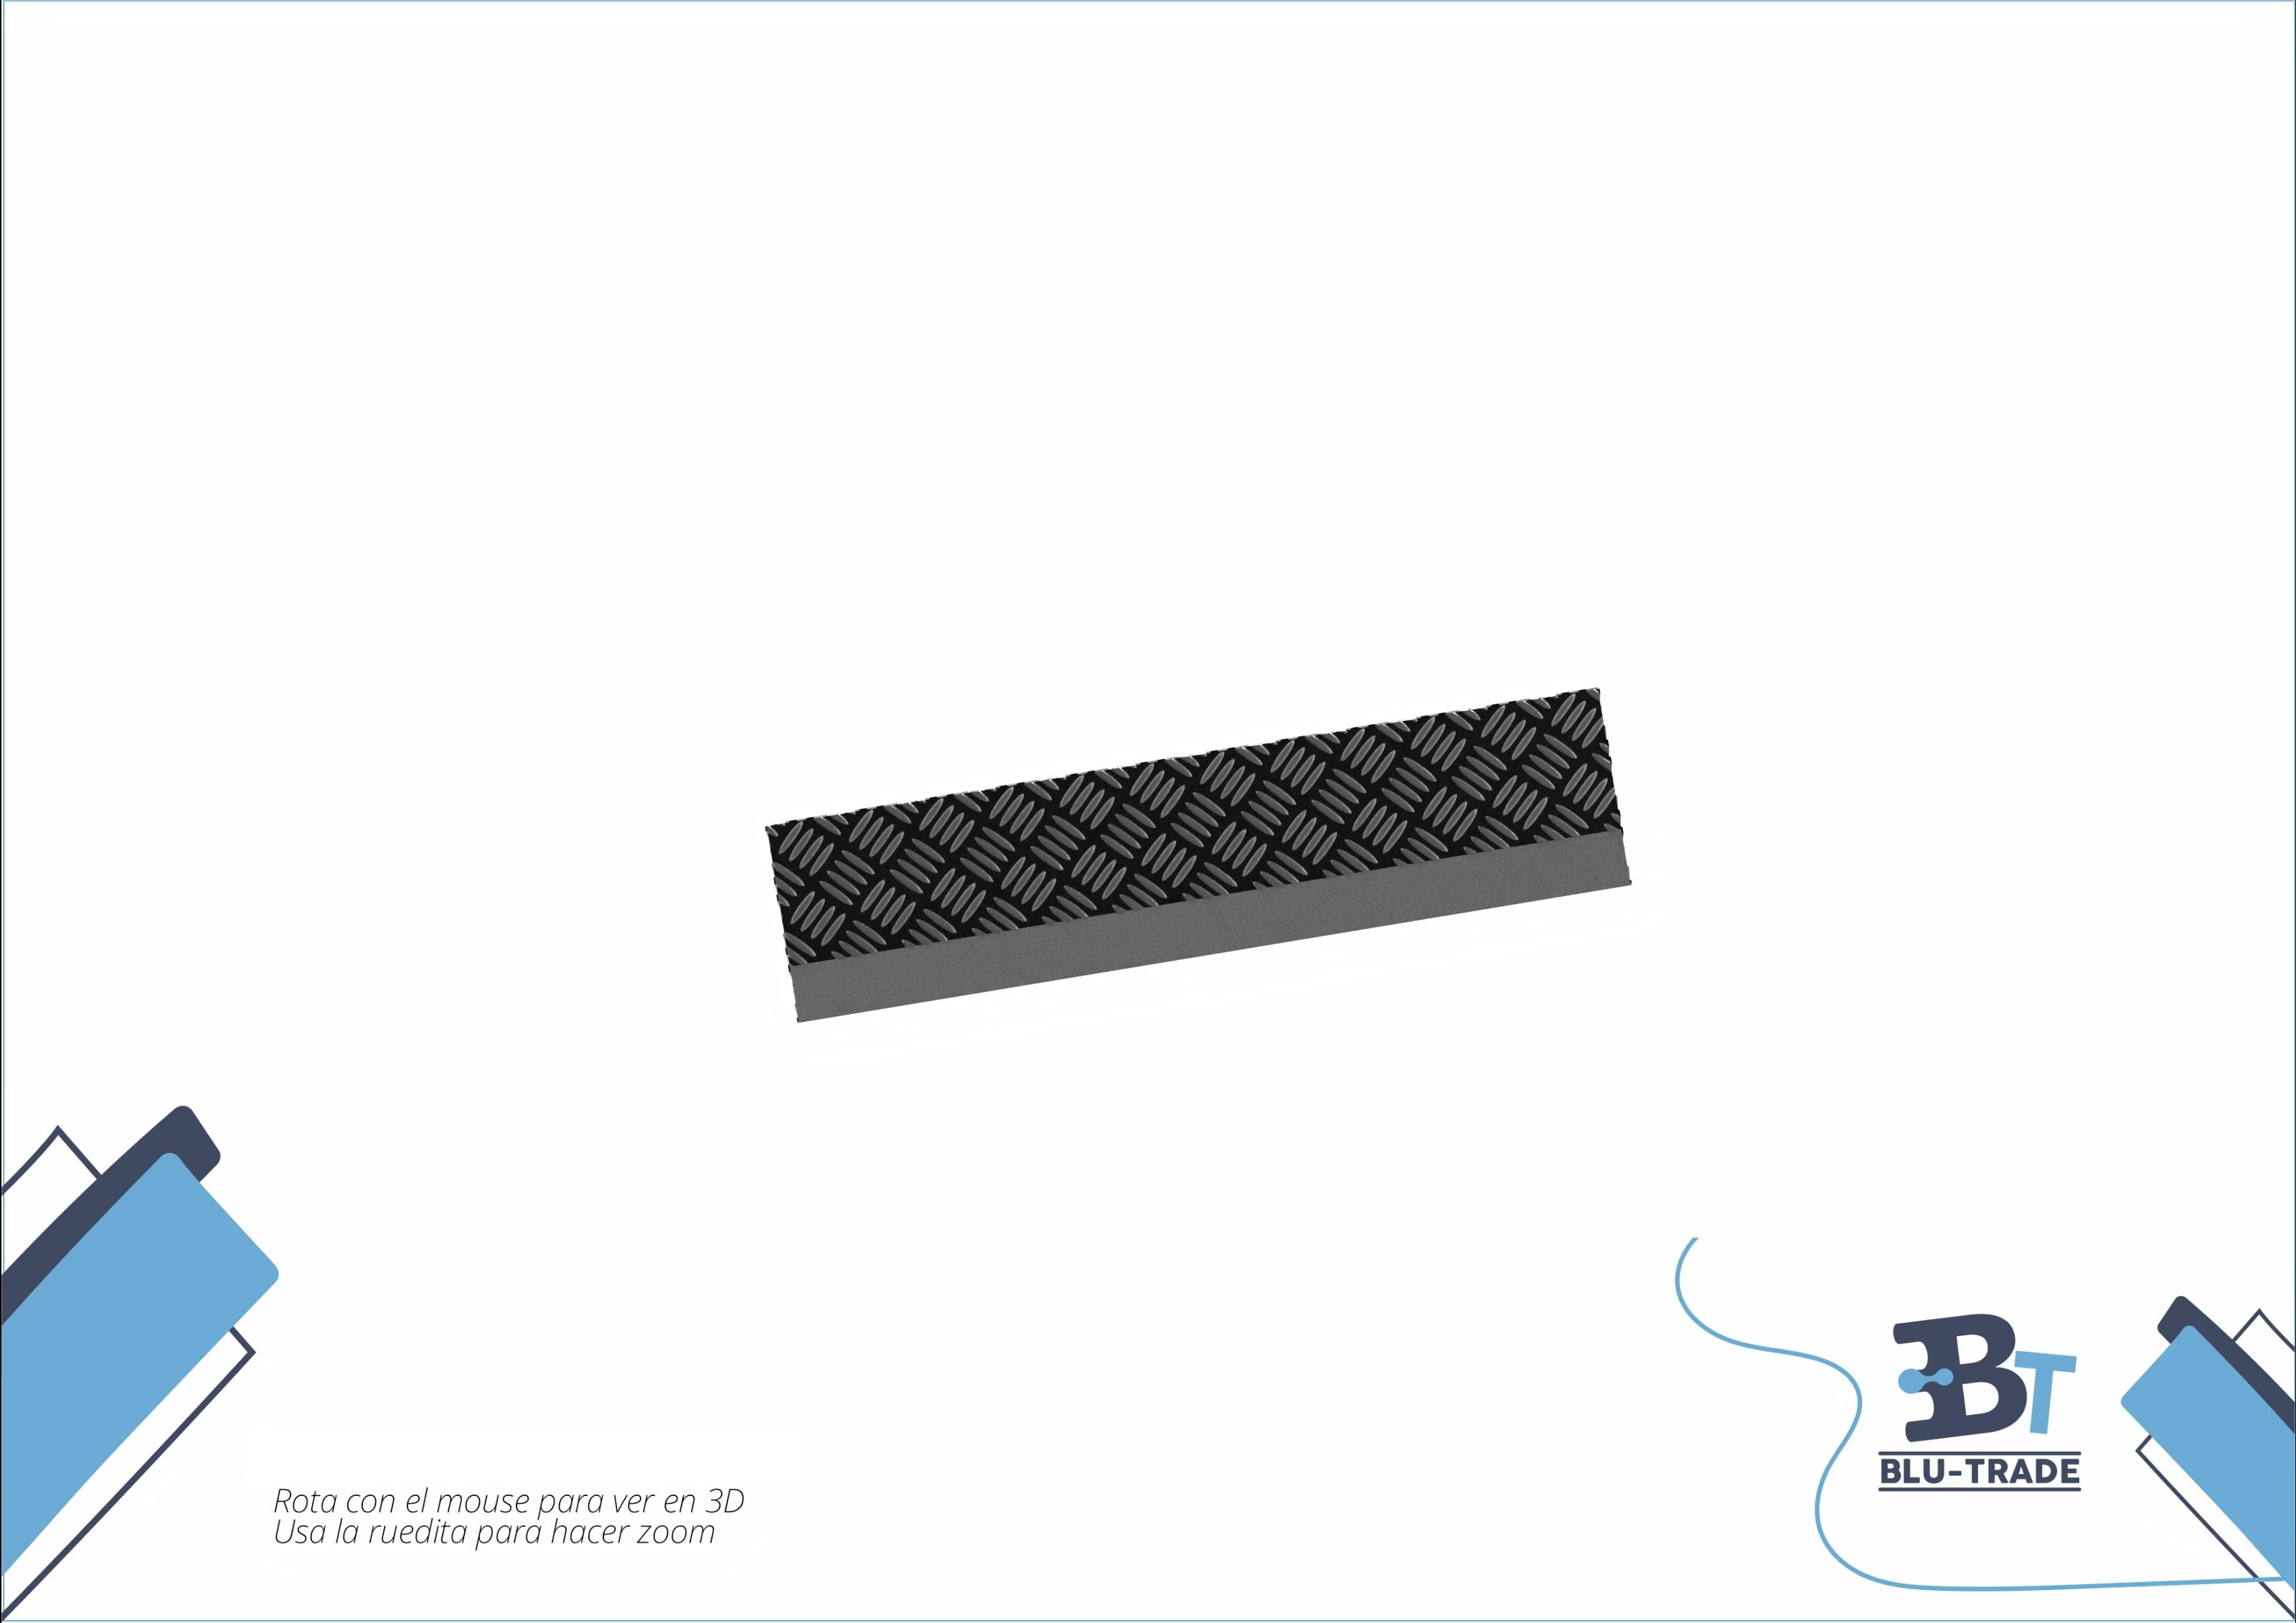 Rota con el mouse para ver en 3D
Usa la ruedita para hacer zoom
BT
BLU-TRADE